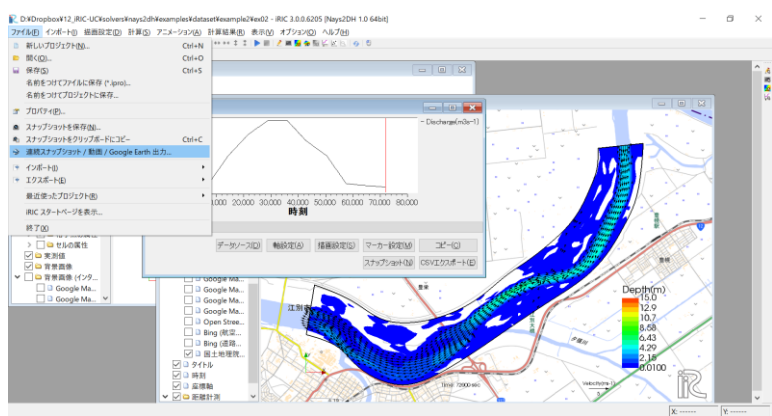 D:¥Dropbox¥12_iRIC-UC¥solvers¥nays2dh¥examples¥dataset¥example2¥ex02 - iRIC 3.0.0.6205 [Nays2DH 1.0 64bit]
ファイル(F) インポート(I) 描画設定(D) 計算(S) アニメーション(A) 計算結果(R) 表示(V) オプション(O) ヘルプ(H)
新しいプロジェクト(N)... Ctrl+N
開く(O)... Ctrl+O
保存(S) Ctrl+S
名前をつけてファイルに保存 (*.ipro)...
名前をつけてプロジェクトに保存...
プロパティ(P)...
スナップショットを保存(N)...
スナップショットをクリップボードにコピー Ctrl+C
連続スナップショット / 動画 / Google Earth 出力...
インポート(I)
エクスポート(E)
最近使ったプロジェクト(R)
iRIC スタートページを表示...
終了(X)
Discharge(m3s-1)
20,000 30,000 40,000 50,000 60,000 70,000 80,000
時刻
データソース(D) 軸設定(A) 描画設定(S) マーカー設定(M) コピー(C)
スナップショット(N) CSVエクスポート(E)
セルの属性
実測値
背景画像
背景画像 (インタ...
Google Ma...
Google Ma...
Google Ma...
Google Ma...
Google Ma...
Google Ma...
Open Stree...
Bing (航空...
Bing (道路...
国土地理院...
タイトル
時刻
座標軸
距離計測
江別市
Depth(m)
15.0
12.9
10.7
8.58
6.43
4.29
2.15
0.0100
Time: 72900 sec
Velocity(ms-1)
iRIC
X: ------
Y: ------